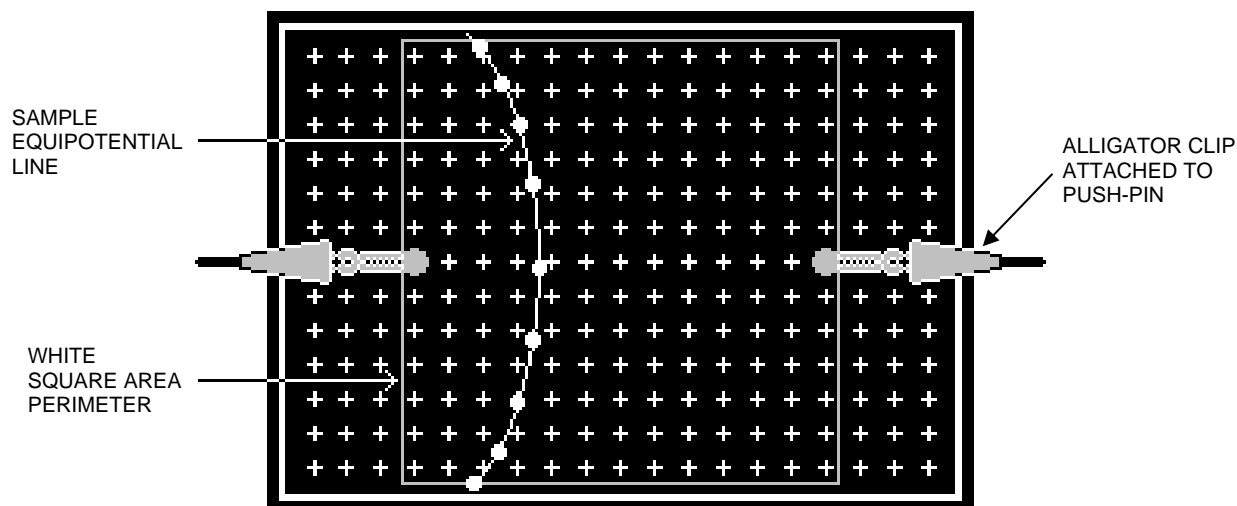 SAMPLE
EQUIPOTENTIAL
LINE
ALLIGATOR CLIP
ATTACHED TO
PUSH-PIN
WHITE
SQUARE AREA
PERIMETER